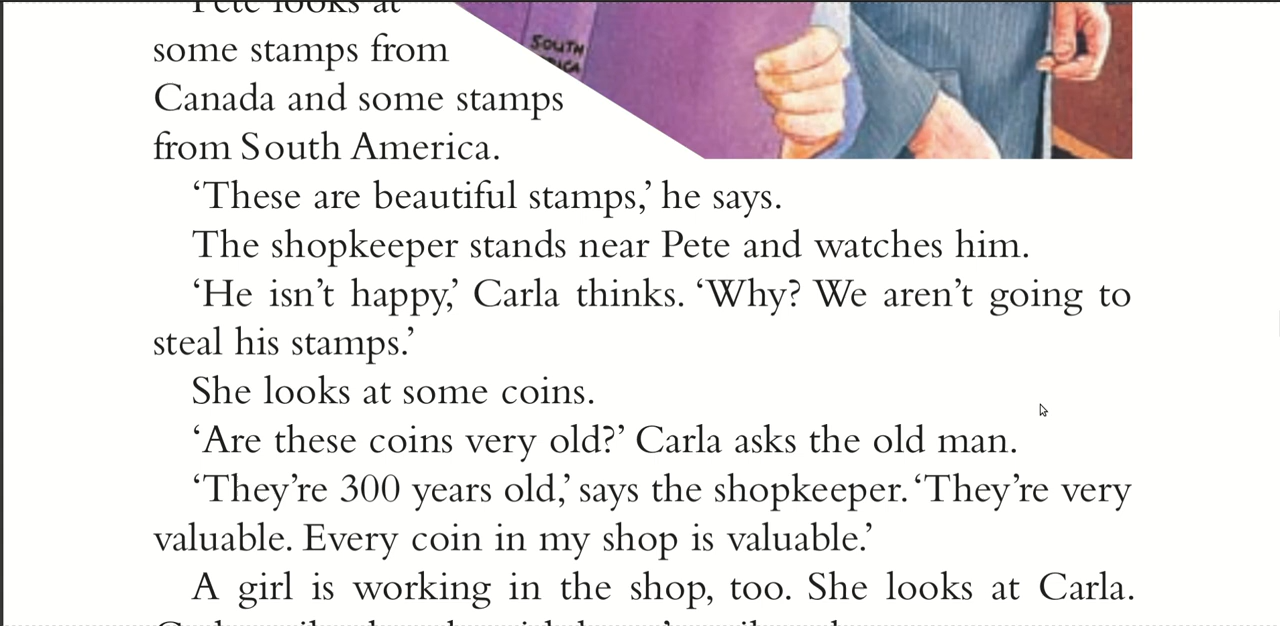 Pete looks at
some stamps from
Canada and some stamps
from South America.
‘These are beautiful stamps,’ he says.
The shopkeeper stands near Pete and watches him.
‘He isn’t happy,’ Carla thinks. ‘Why? We aren’t going to
steal his stamps.’
She looks at some coins.
‘Are these coins very old?’ Carla asks the old man.
‘They’re 300 years old,’ says the shopkeeper. ‘They’re very
valuable. Every coin in my shop is valuable.’
A girl is working in the shop, too. She looks at Carla.
SOUTH